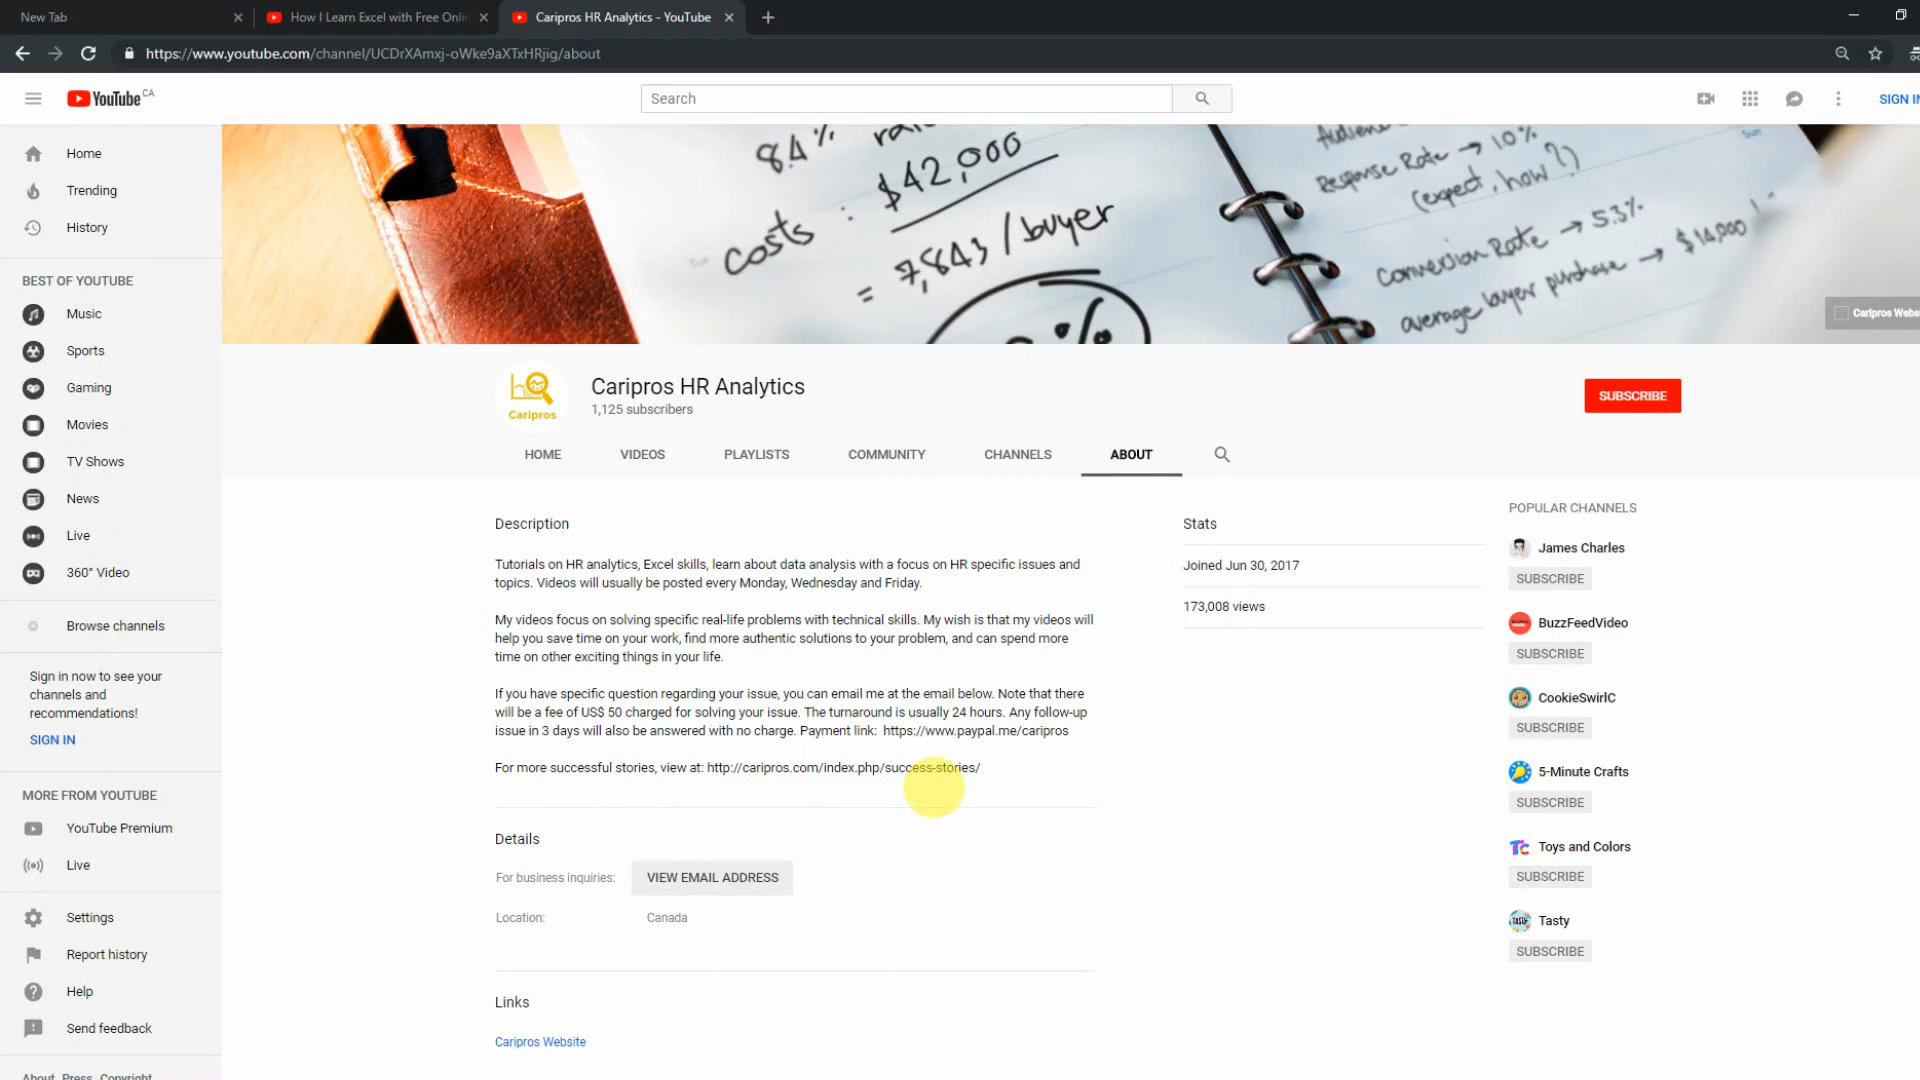 New Tab
How I Learn Excel with Free Onli
Caripros HR Analytics - YouTube
https://www.youtube.com/channel/UCDrXAmxj-oWke9aXTxHRjig/about
YouTube CA
Search
SIGN IN
Home
Trending
History
BEST OF YOUTUBE
Music
Sports
Gaming
Movies
TV Shows
News
Live
360° Video
Browse channels
Sign in now to see your
channels and
recommendations!
SIGN IN
MORE FROM YOUTUBE
YouTube Premium
Live
Settings
Report history
Help
Send feedback
About Press Copyright
8.4%
costs : $42,000
= 7,843 / buyer
%
Response Rate → 10%
(expect, how?)
Conversion Rate → 5.3%
average buyer purchase → $14,000
Sun
Caripros Webs
Caripros
Caripros HR Analytics
1,125 subscribers
SUBSCRIBE
HOME
VIDEOS
PLAYLISTS
COMMUNITY
CHANNELS
ABOUT
Description
Tutorials on HR analytics, Excel skills, learn about data analysis with a focus on HR specific issues and
topics. Videos will usually be posted every Monday, Wednesday and Friday.
My videos focus on solving specific real-life problems with technical skills. My wish is that my videos will
help you save time on your work, find more authentic solutions to your problem, and can spend more
time on other exciting things in your life.
If you have specific question regarding your issue, you can email me at the email below. Note that there
will be a fee of US$ 50 charged for solving your issue. The turnaround is usually 24 hours. Any follow-up
issue in 3 days will also be answered with no charge. Payment link: https://www.paypal.me/caripros
For more successful stories, view at: http://caripros.com/index.php/success-stories/
Details
For business inquiries: VIEW EMAIL ADDRESS
Location: Canada
Links
Caripros Website
Stats
Joined Jun 30, 2017
173,008 views
POPULAR CHANNELS
James Charles
SUBSCRIBE
BuzzFeedVideo
SUBSCRIBE
CookieSwirlC
SUBSCRIBE
5-Minute Crafts
SUBSCRIBE
Toys and Colors
SUBSCRIBE
Tasty
SUBSCRIBE